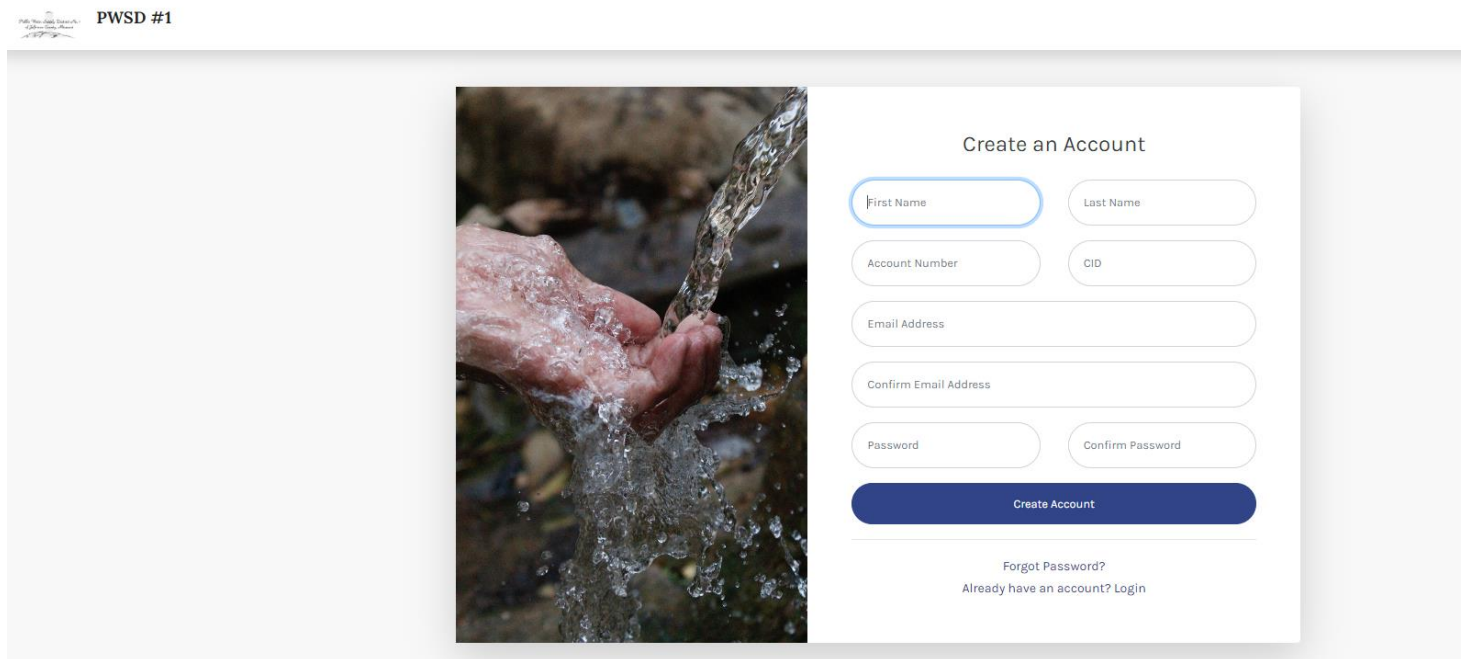 PWSD #1
Create an Account
First Name
Last Name
Account Number
CID
Email Address
Confirm Email Address
Password
Confirm Password
Create Account
Forgot Password?
Already have an account? Login